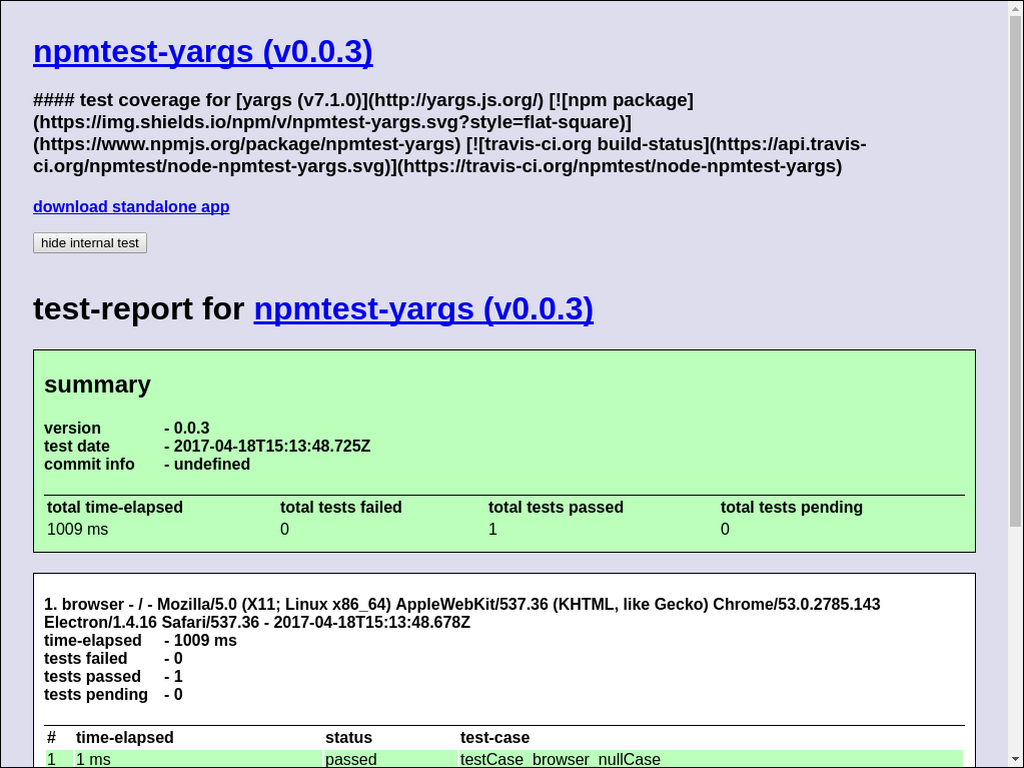 npmtest-yargs (v0.0.3)
#### test coverage for [yargs (v7.1.0)](http://yargs.js.org/) [![npm package]
(https://img.shields.io/npm/v/npmtest-yargs.svg?style=flat-square)]
(https://www.npmjs.org/package/npmtest-yargs) [![travis-ci.org build-status](https://api.travis-
ci.org/npmtest/node-npmtest-yargs.svg)](https://travis-ci.org/npmtest/node-npmtest-yargs)
download standalone app
hide internal test
test-report for npmtest-yargs (v0.0.3)
summary
version - 0.0.3
test date - 2017-04-18T15:13:48.725Z
commit info - undefined
total time-elapsed total tests failed total tests passed total tests pending
1009 ms 0 1 0
1. browser - / - Mozilla/5.0 (X11; Linux x86_64) AppleWebKit/537.36 (KHTML, like Gecko) Chrome/53.0.2785.143
Electron/1.4.16 Safari/537.36 - 2017-04-18T15:13:48.678Z
time-elapsed - 1009 ms
tests failed - 0
tests passed - 1
tests pending - 0
# time-elapsed status test-case
1 1 ms passed testCase_browser_nullCase